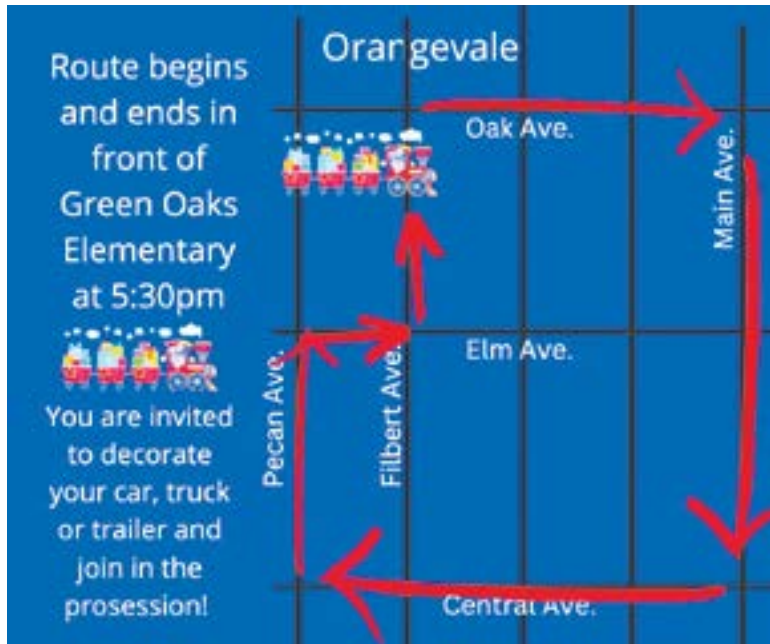 Route begins
and ends in
front of
Green Oaks
Elementary
at 5:30pm
You are invited
to decorate
your car, truck
or trailer and
join in the
prosession!
Orangevale
Oak Ave.
Main Ave.
Elm Ave.
Pecan Ave.
Filbert Ave.
Central Ave.